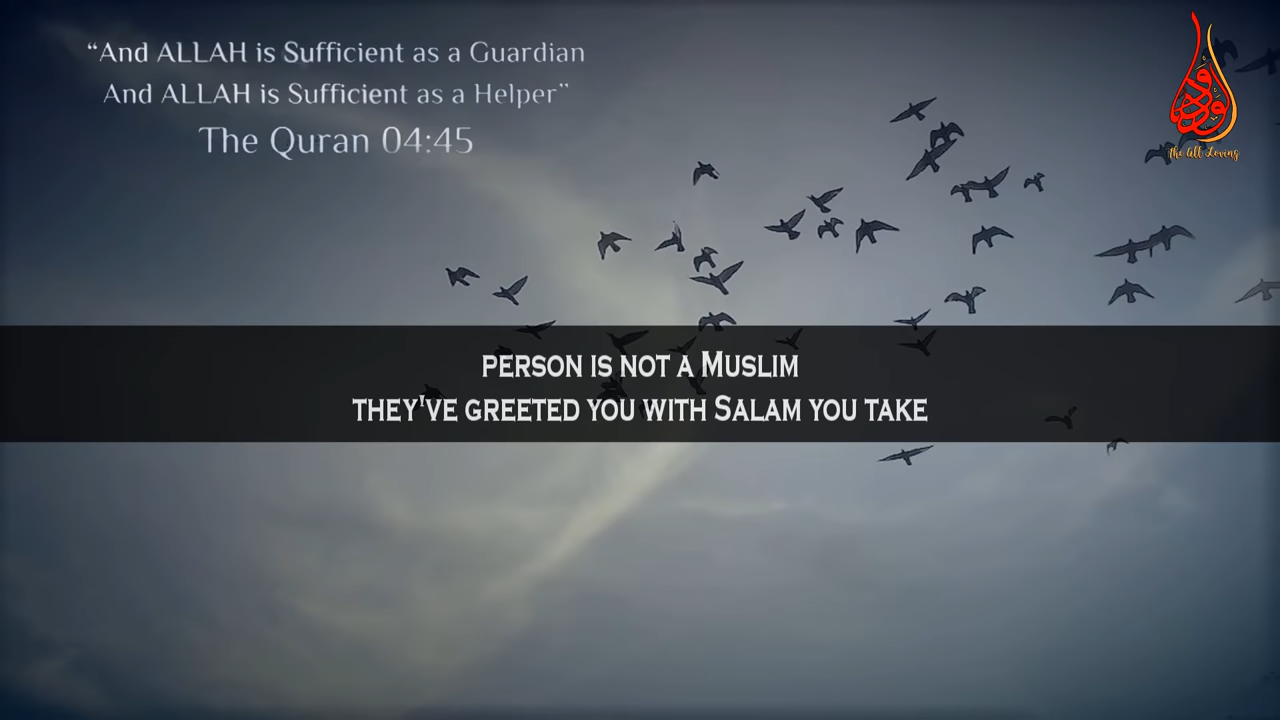 “And ALLAH is Sufficient as a Guardian
And ALLAH is Sufficient as a Helper”
The Quran 04:45
الودود
The All Loving
PERSON IS NOT A MUSLIM
THEY'VE GREETED YOU WITH SALAM YOU TAKE